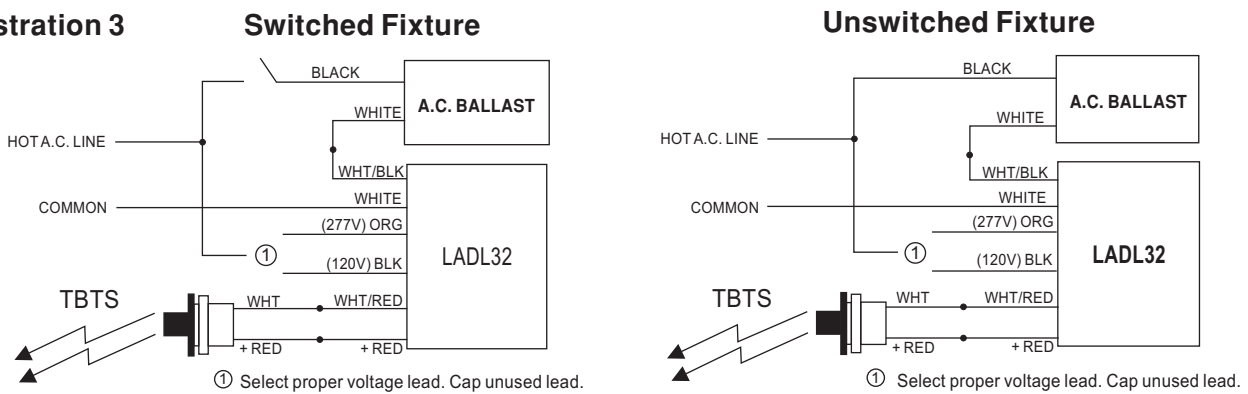 stration 3
Switched Fixture
BLACK
A.C. BALLAST
WHITE
HOT A.C. LINE
WHT/BLK
WHITE
COMMON
(277V) ORG
①
(120V) BLK
LADL32
TBTS
WHT
WHT/RED
+ RED
+ RED
① Select proper voltage lead. Cap unused lead.
Unswitched Fixture
BLACK
A.C. BALLAST
WHITE
HOT A.C. LINE
WHT/BLK
WHITE
COMMON
(277V) ORG
①
(120V) BLK
LADL32
TBTS
WHT
WHT/RED
+ RED
+ RED
① Select proper voltage lead. Cap unused lead.